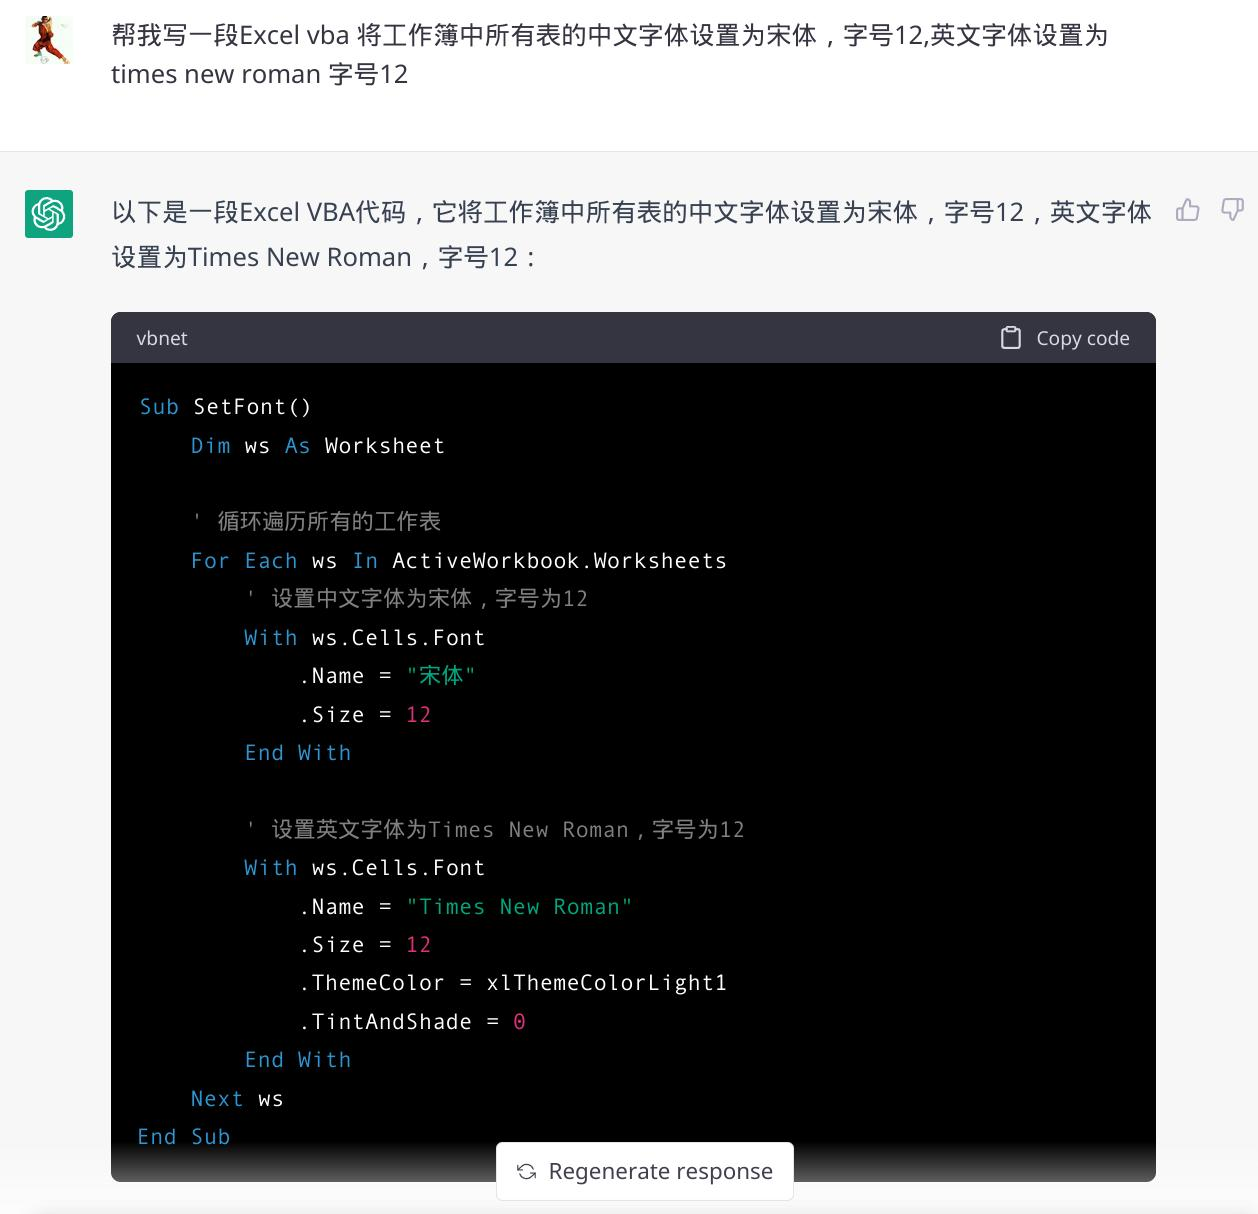 帮我写一段Excel vba 将工作簿中所有表的中文字体设置为宋体，字号12,英文字体设置为
times new roman 字号12
以下是一段Excel VBA代码，它将工作簿中所有表的中文字体设置为宋体，字号12，英文字体
设置为Times New Roman，字号12：
vbnet
Copy code
Sub SetFont()
    Dim ws As Worksheet
    ' 循环遍历所有的工作表
    For Each ws In ActiveWorkbook.Worksheets
        ' 设置中文字体为宋体，字号为12
        With ws.Cells.Font
            .Name = "宋体"
            .Size = 12
        End With
        ' 设置英文字体为Times New Roman，字号为12
        With ws.Cells.Font
            .Name = "Times New Roman"
            .Size = 12
            .ThemeColor = xlThemeColorLight1
            .TintAndShade = 0
        End With
    Next ws
End Sub
Regenerate response